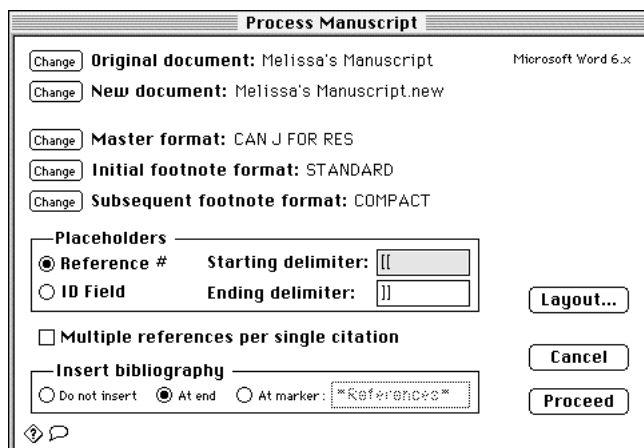 Process Manuscript
Change Original document: Melissa's Manuscript Microsoft Word 6.x
Change New document: Melissa's Manuscript.new
Change Master format: CAN J FOR RES
Change Initial footnote format: STANDARD
Change Subsequent footnote format: COMPACT
Placeholders
Reference # Starting delimiter: [[
ID Field Ending delimiter: ]]
Layout...
Multiple references per single citation
Cancel
Insert bibliography
Do not insert At end At marker: *References*
Proceed
?